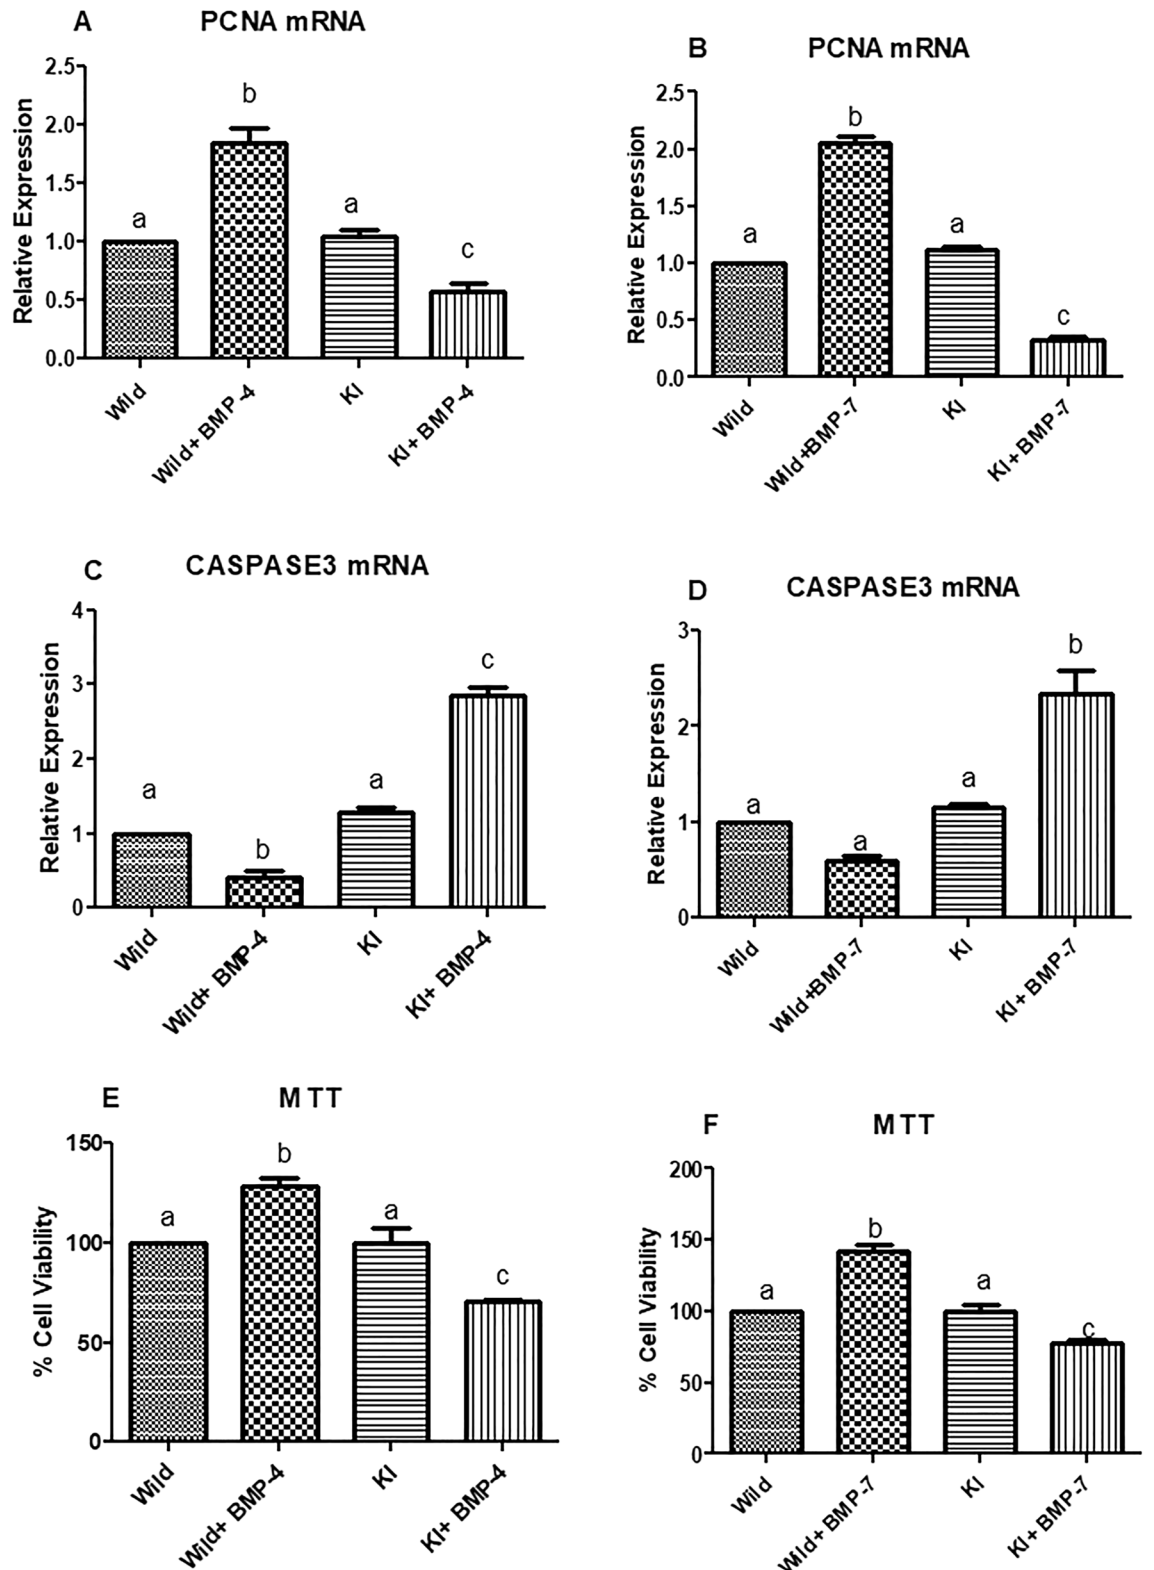 A
PCNA mRNA
Relative Expression
2.5
2.0
1.5
1.0
0.5
0.0
a
b
a
c
Wild
Wild+ BMP-4
KI
KI+ BMP-4
B
PCNA mRNA
Relative Expression
2.5
2.0
1.5
1.0
0.5
0.0
a
b
a
c
Wild
Wild+BMP-7
KI
KI+ BMP-7
C
CASPASE3 mRNA
Relative Expression
4
3
2
1
0
a
b
a
c
Wild
Wild+ BMP-4
KI
KI+ BMP-4
D
CASPASE3 mRNA
Relative Expression
3
2
1
0
a
a
a
b
Wild
Wild+BMP-7
KI
KI+ BMP-7
E
MTT
% Cell Viability
150
100
50
0
a
b
a
c
Wild
Wild+ BMP-4
KI
KI+ BMP-4
F
MTT
% Cell Viability
200
150
100
50
0
a
b
a
c
Wild
Wild+ BMP-7
KI
KI+ BMP-7